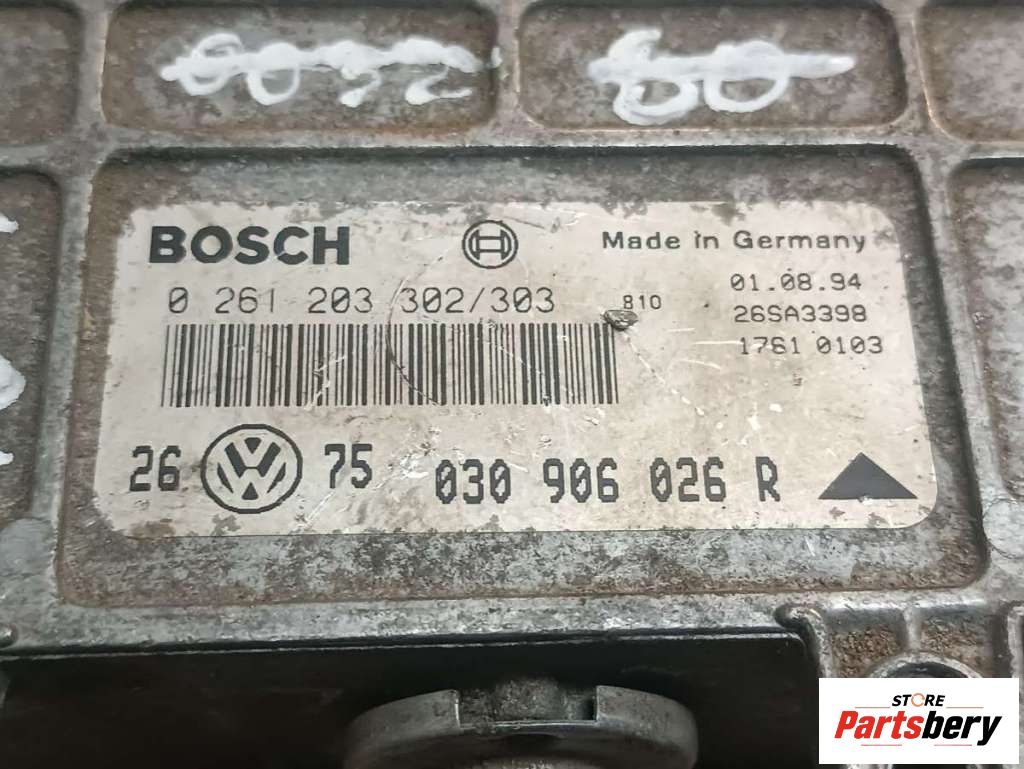 BOSCH
Made in Germany
0 261 203 302/303
810
01.08.94
26SA3398
1761 0103
26 VW 75 030 906 026 R
STORE
Partsbery